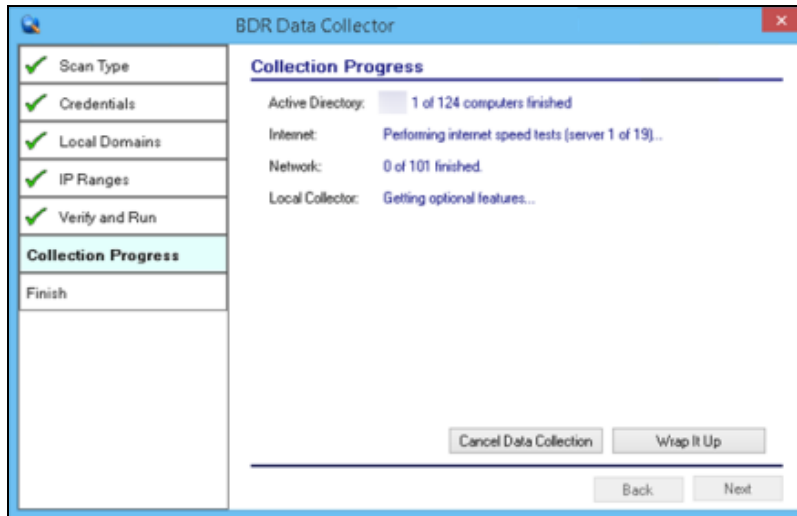 BDR Data Collector
Scan Type
Credentials
Local Domains
IP Ranges
Verify and Run
Collection Progress
Finish
Collection Progress
Active Directory: 1 of 124 computers finished
Internet: Performing internet speed tests (server 1 of 19)...
Network: 0 of 101 finished.
Local Collector: Getting optional features...
Cancel Data Collection Wrap It Up
Back Next